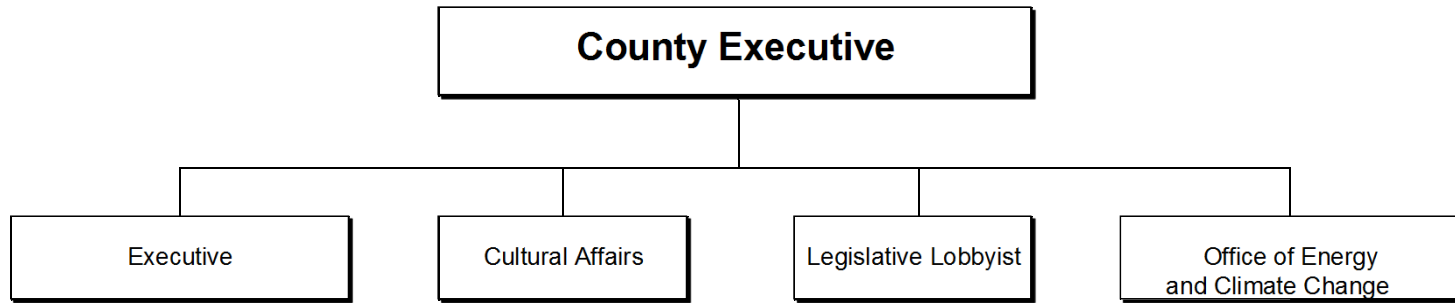 County Executive
Executive
Cultural Affairs
Legislative Lobbyist
Office of Energy
and Climate Change